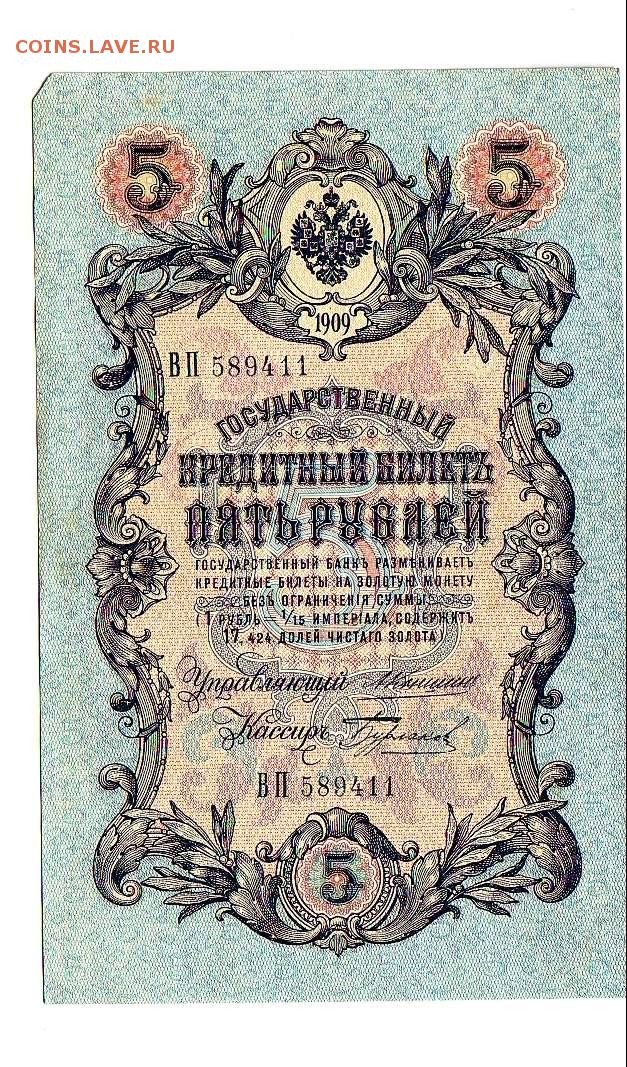 COINS.LAVE.RU
5 5
1909
ВП 589411
ГОСУДАРСТВЕННЫЙ
КРЕДИТНЫЙ БИЛЕТЪ
ПЯТЬ РУБЛЕЙ
ГОСУДАРСТВЕННЫЙ БАНКЪ РАЗМѢНИВАЕТЪ
КРЕДИТНЫЕ БИЛЕТЫ НА ЗОЛОТУЮ МОНЕТУ
БЕЗЪ ОГРАНИЧЕНІЯ СУММЫ
(1 РУБЛЬ = 1/15 ИМПЕРІАЛА, СОДЕРЖИТЪ
17,424 ДОЛЕЙ ЧИСТАГО ЗОЛОТА)
Управляющій
Кассиръ
ВП 589411
5